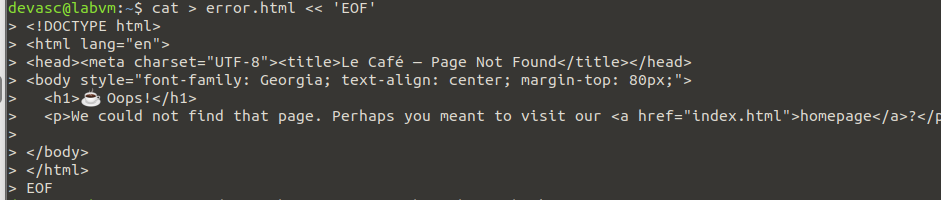 devasc@labvm:~$ cat > error.html << 'EOF'
> <!DOCTYPE html>
> <html lang="en">
> <head><meta charset="UTF-8"><title>Le Café — Page Not Found</title></head>
> <body style="font-family: Georgia; text-align: center; margin-top: 80px;">
>   <h1>☕ Oops!</h1>
>   <p>We could not find that page. Perhaps you meant to visit our <a href="index.html">homepage</a>?</p
>
> </body>
> </html>
> EOF